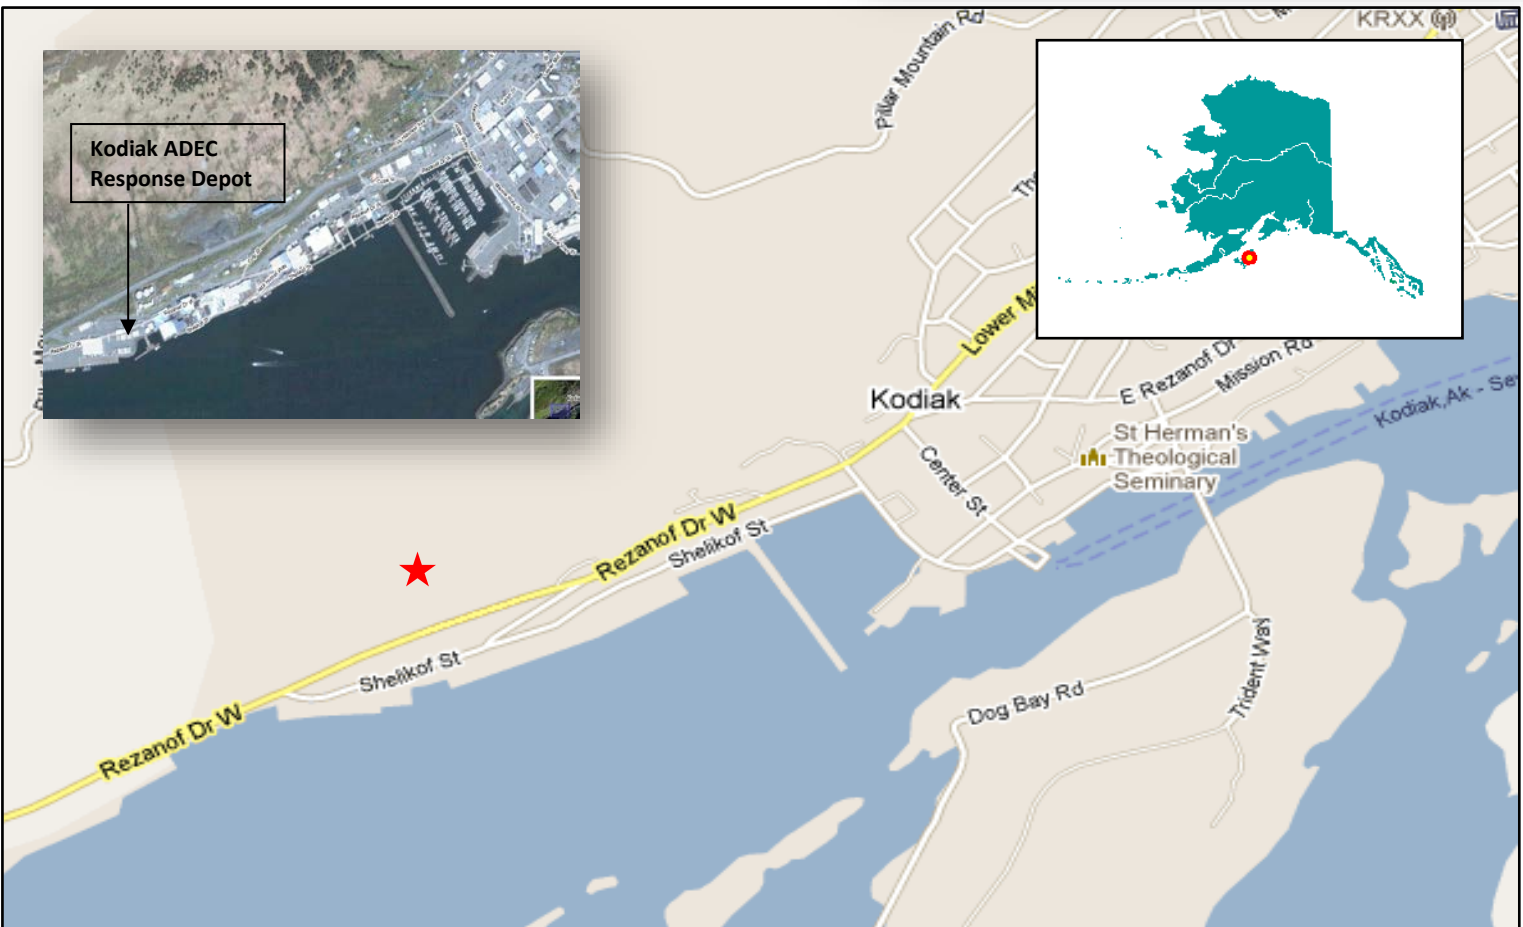 Pillar Mountain Rd
KRXX
Kodiak ADEC
Response Depot
Lower Mi
Kodiak
E Rezanof Dr
Mission Rd
Kodiak,Ak - Se
St Herman's
Theological
Seminary
Center St
Rezanof Dr W
Shelikof St
Shelikof St
Rezanof Dr W
Dog Bay Rd
Trident Way